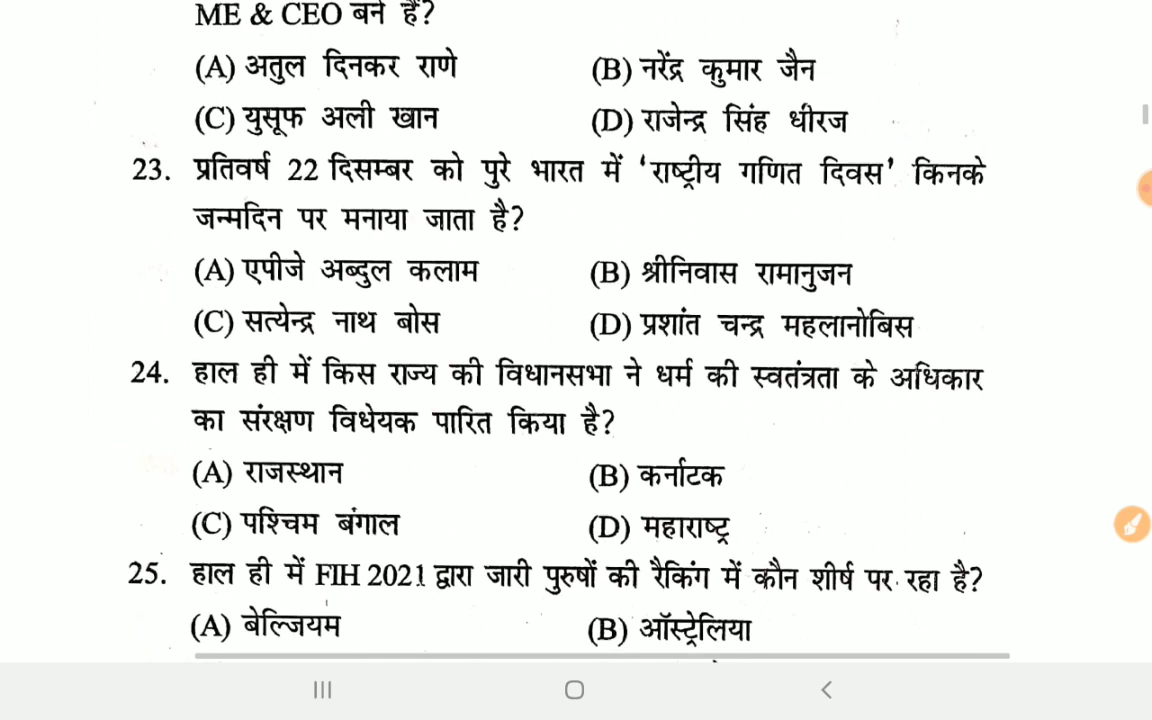 ME & CEO बने हैं?
(A) अतुल दिनकर राणे (B) नरेंद्र कुमार जैन
(C) युसूफ अली खान (D) राजेन्द्र सिंह धीरज
23. प्रतिवर्ष 22 दिसम्बर को पुरे भारत में ‘राष्ट्रीय गणित दिवस’ किनके
जन्मदिन पर मनाया जाता है?
(A) एपीजे अब्दुल कलाम (B) श्रीनिवास रामानुजन
(C) सत्येन्द्र नाथ बोस (D) प्रशांत चन्द्र महलानोबिस
24. हाल ही में किस राज्य की विधानसभा ने धर्म की स्वतंत्रता के अधिकार
का संरक्षण विधेयक पारित किया है?
(A) राजस्थान (B) कर्नाटक
(C) पश्चिम बंगाल (D) महाराष्ट्र
25. हाल ही में FIH 2021 द्वारा जारी पुरुषों की रैकिंग में कौन शीर्ष पर रहा है?
(A) बेल्जियम (B) ऑस्ट्रेलिया